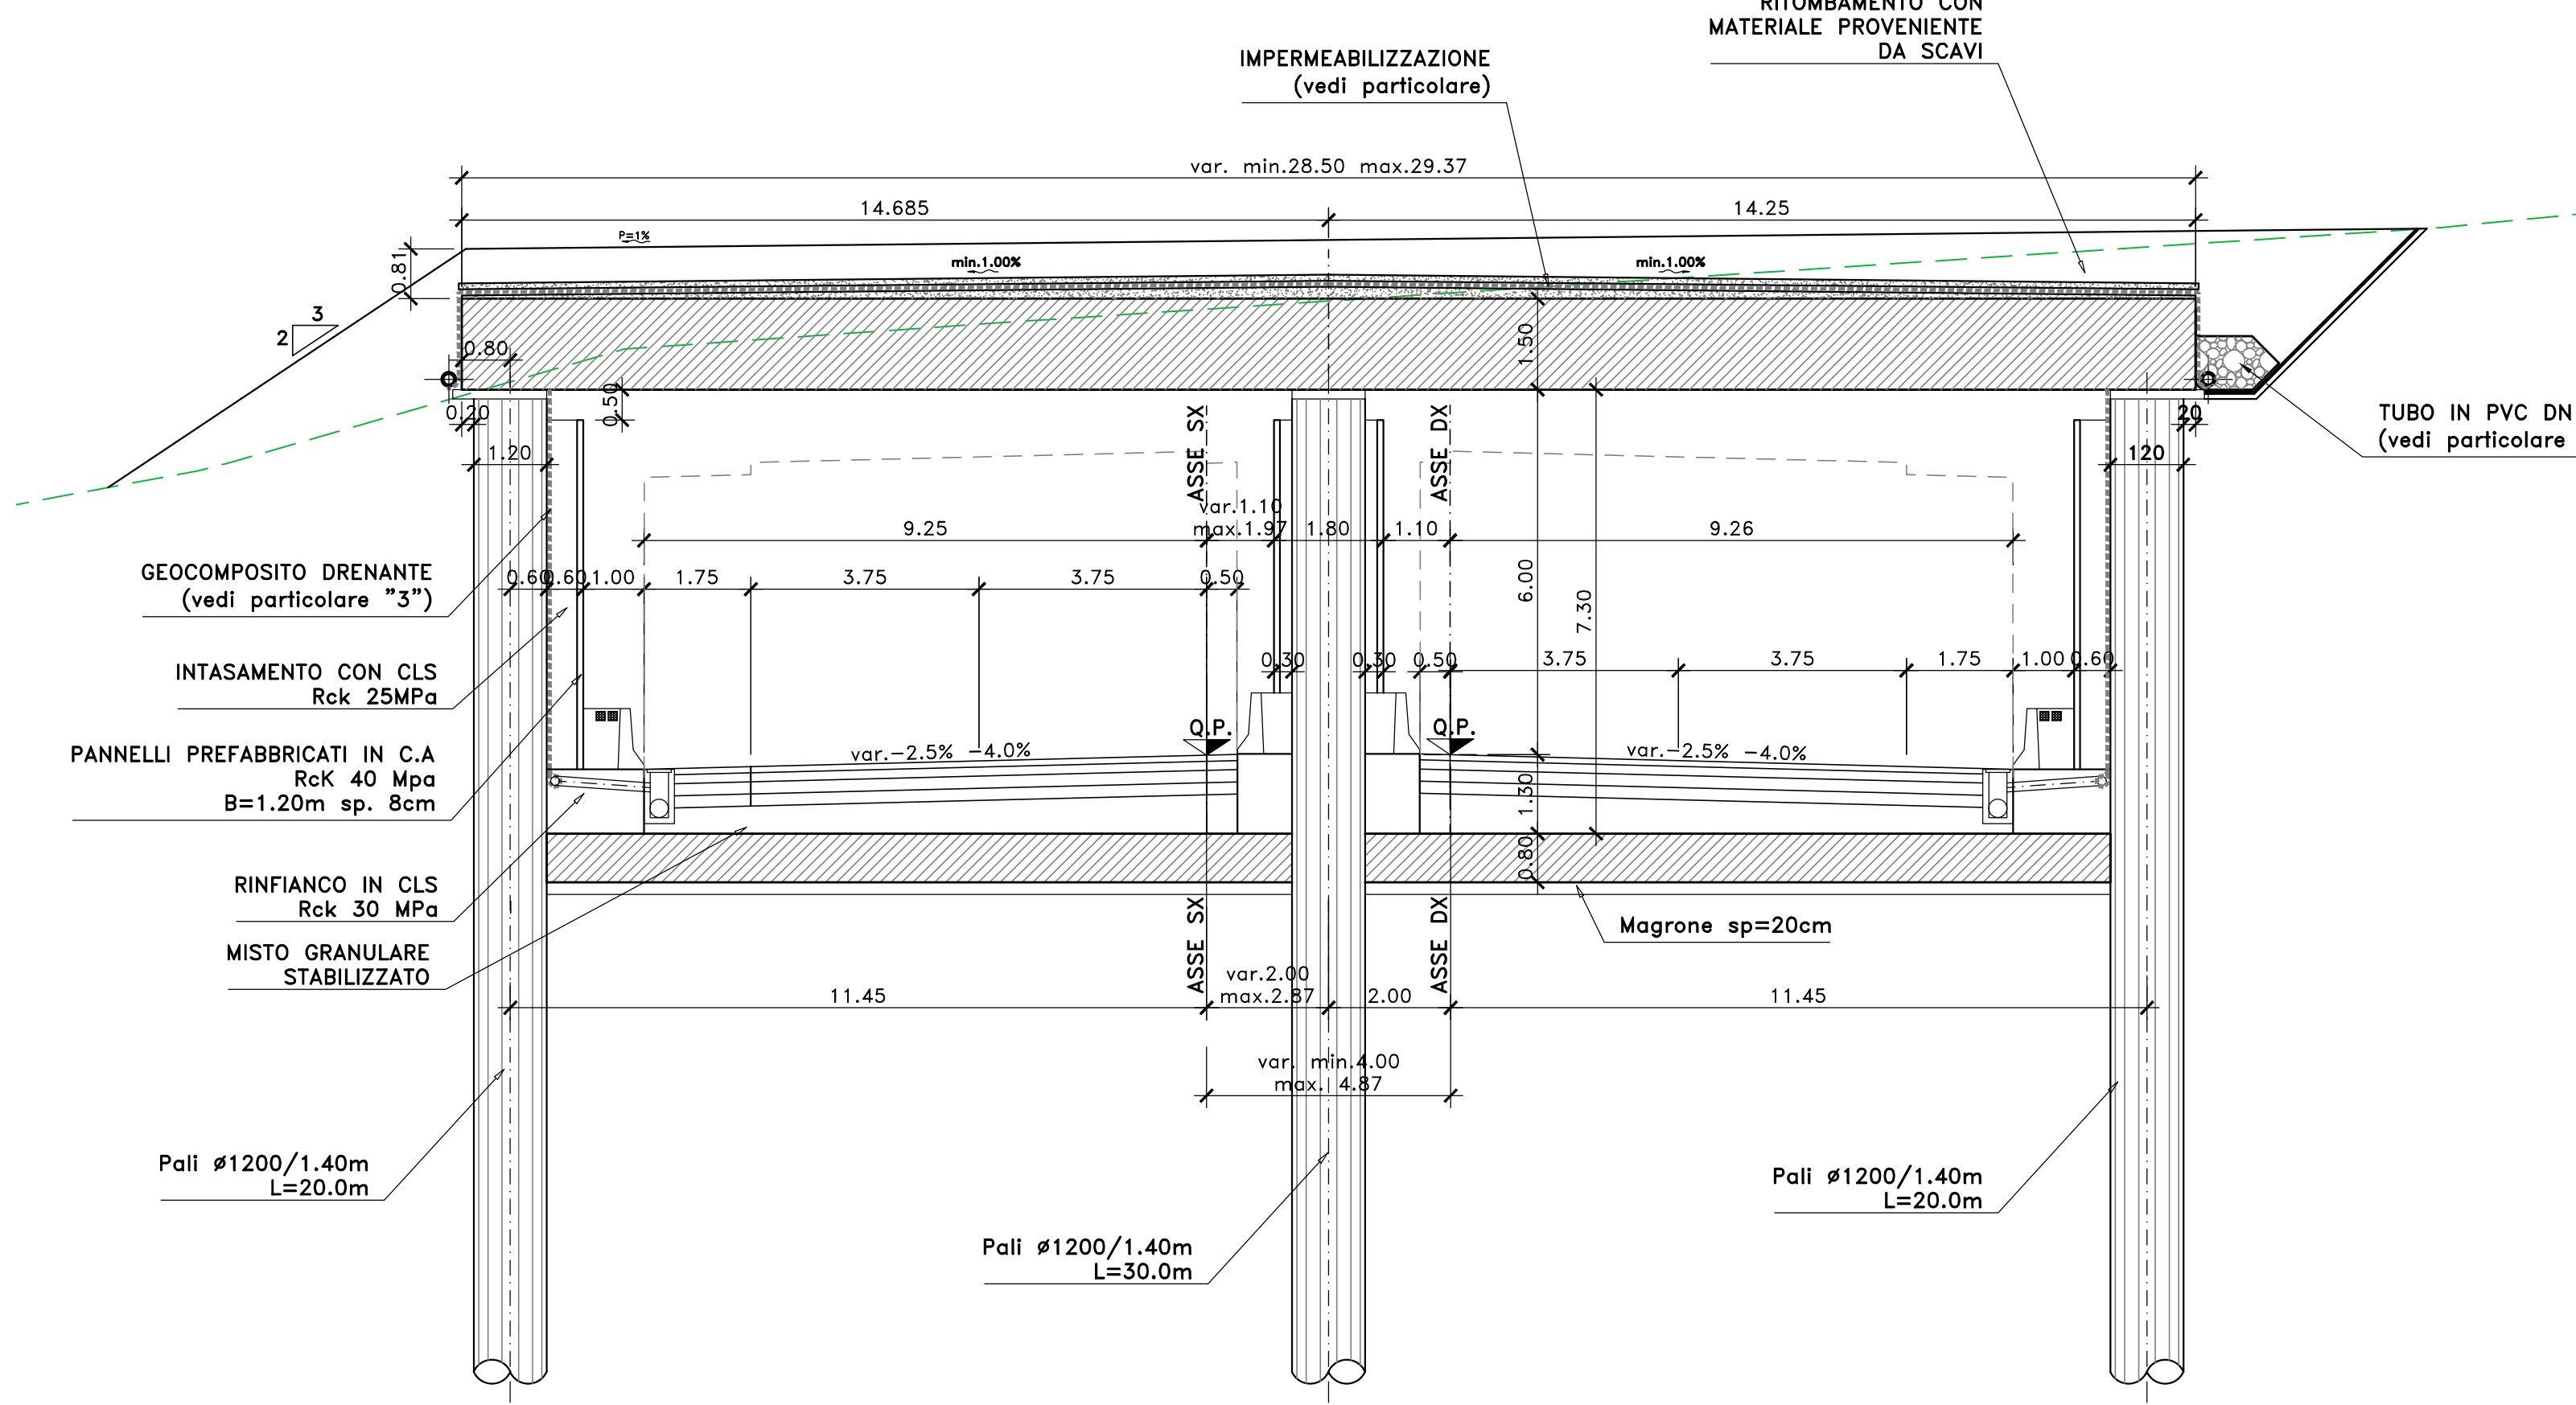 RITOMBAMENTO CON
MATERIALE PROVENIENTE
DA SCAVI
IMPERMEABILIZZAZIONE
(vedi particolare)
var. min.28.50 max.29.37
14.685
14.25
P=1%
0.81
min.1.00%
min.1.00%
3
2
0.80
1.50
0.20
0.50
ASSE SX
ASSE DX
20
TUBO IN PVC DN
(vedi particolare
1.20
120
var.1.10
9.25
max.1.97
1.80
1.10
9.26
GEOCOMPOSITO DRENANTE
(vedi particolare "3")
0.60
0.60
1.00
1.75
3.75
3.75
0.50
6.00
7.30
INTASAMENTO CON CLS
Rck 25MPa
0.30
0.30
0.50
3.75
3.75
1.75
1.00
0.60
Q.P.
Q.P.
PANNELLI PREFABBRICATI IN C.A
RcK 40 Mpa
B=1.20m sp. 8cm
var.-2.5% -4.0%
var.-2.5% -4.0%
1.30
0.80
RINFIANCO IN CLS
Rck 30 MPa
Magrone sp=20cm
MISTO GRANULARE
STABILIZZATO
ASSE SX
ASSE DX
var.2.00
11.45
max.2.87
2.00
11.45
var. min.4.00
max. 4.87
Pali ø1200/1.40m
L=20.0m
Pali ø1200/1.40m
L=20.0m
Pali ø1200/1.40m
L=30.0m